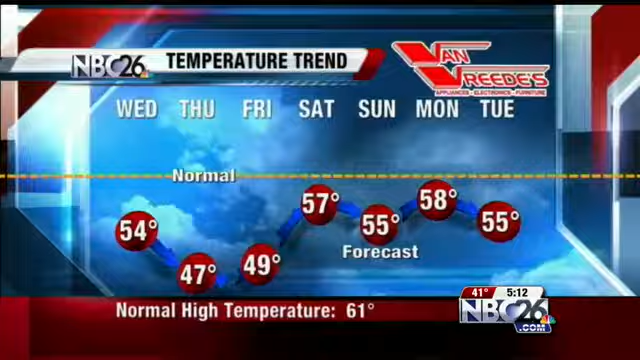 NBC26 TEMPERATURE TREND
VAN
VREEDE'S
APPLIANCES - ELECTRONICS - FURNITURE
WED THU FRI SAT SUN MON TUE
Normal
54° 47° 49° 57° 55° 58° 55°
Forecast
Normal High Temperature: 61°
41° 5:12
NBC26
.COM